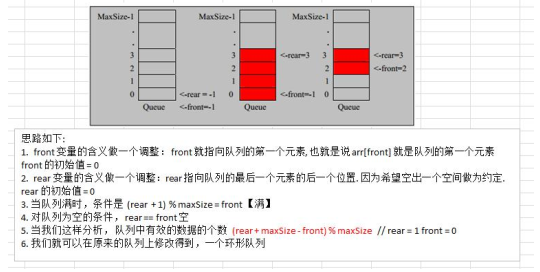 MaxSize-1 MaxSize-1 MaxSize-1
. . .
. . .
3 3 <-rear=3 3 <-rear=3
2 2 2 <-front=2
1 1 1
0 <-rear = -1 0 <-front=-1 0
Queue <-front=-1 Queue Queue
思路如下:
1. front 变量的含义做一个调整：front 就指向队列的第一个元素, 也就是说 arr[front] 就是队列的第一个元素
front 的初始值 = 0
2. rear 变量的含义做一个调整：rear 指向队列的最后一个元素的后一个位置. 因为希望空出一个空间做为约定.
rear 的初始值 = 0
3. 当队列满时，条件是 (rear + 1) % maxSize = front 【满】
4. 对队列为空的条件，rear == front 空
5. 当我们这样分析，队列中有效的数据的个数 (rear + maxSize - front) % maxSize // rear = 1 front = 0
6. 我们就可以在原来的队列上修改得到，一个环形队列